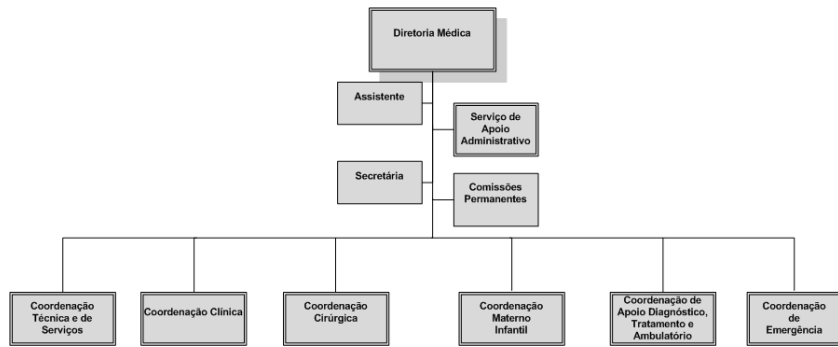 Diretoria Médica
Assistente
Serviço de
Apoio
Administrativo
Secretária
Comissões
Permanentes
Coordenação
Técnica e de
Serviços
Coordenação Clínica
Coordenação
Cirúrgica
Coordenação
Materno
Infantil
Coordenação de
Apoio Diagnóstico,
Tratamento e
Ambulatório
Coordenação
de
Emergência